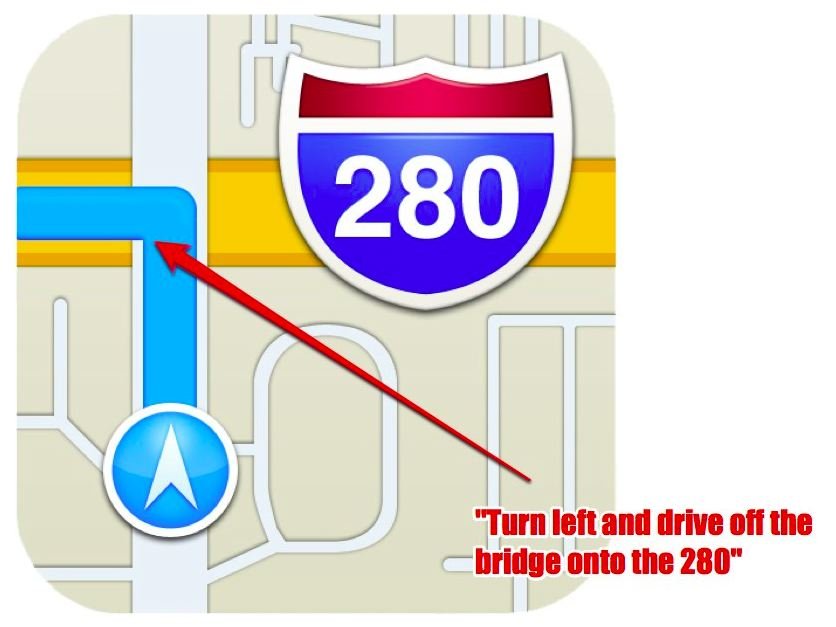 280
"Turn left and drive off the
bridge onto the 280"